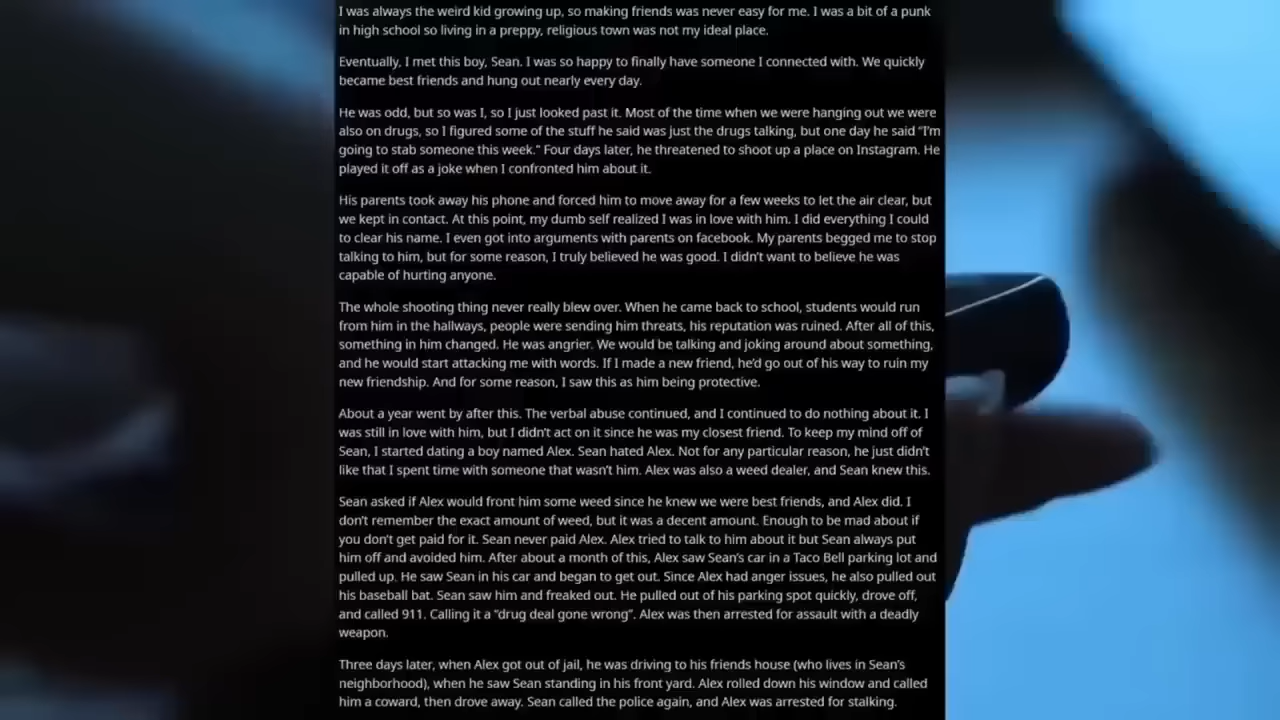 I was always the weird kid growing up, so making friends was never easy for me. I was a bit of a punk
in high school so living in a preppy, religious town was not my ideal place.
Eventually, I met this boy, Sean. I was so happy to finally have someone I connected with. We quickly
became best friends and hung out nearly every day.
He was odd, but so was I, so I just looked past it. Most of the time when we were hanging out we were
also on drugs, so I figured some of the stuff he said was just the drugs talking, but one day he said “I’m
going to stab someone this week.” Four days later, he threatened to shoot up a place on Instagram. He
played it off as a joke when I confronted him about it.
His parents took away his phone and forced him to move away for a few weeks to let the air clear, but
we kept in contact. At this point, my dumb self realized I was in love with him. I did everything I could
to clear his name. I even got into arguments with parents on facebook. My parents begged me to stop
talking to him, but for some reason, I truly believed he was good. I didn’t want to believe he was
capable of hurting anyone.
The whole shooting thing never really blew over. When he came back to school, students would run
from him in the hallways, people were sending him threats, his reputation was ruined. After all of this,
something in him changed. He was angrier. We would be talking and joking around about something,
and he would start attacking me with words. If I made a new friend, he’d go out of his way to ruin my
new friendship. And for some reason, I saw this as him being protective.
About a year went by after this. The verbal abuse continued, and I continued to do nothing about it. I
was still in love with him, but I didn’t act on it since he was my closest friend. To keep my mind off of
Sean, I started dating a boy named Alex. Sean hated Alex. Not for any particular reason, he just didn’t
like that I spent time with someone that wasn’t him. Alex was also a weed dealer, and Sean knew this.
Sean asked if Alex would front him some weed since he knew we were best friends, and Alex did. I
don’t remember the exact amount of weed, but it was a decent amount. Enough to be mad about if
you don’t get paid for it. Sean never paid Alex. Alex tried to talk to him about it but Sean always put
him off and avoided him. After about a month of this, Alex saw Sean’s car in a Taco Bell parking lot and
pulled up. He saw Sean in his car and began to get out. Since Alex had anger issues, he also pulled out
his baseball bat. Sean saw him and freaked out. He pulled out of his parking spot quickly, drove off,
and called 911. Calling it a “drug deal gone wrong”. Alex was then arrested for assault with a deadly
weapon.
Three days later, when Alex got out of jail, he was driving to his friends house (who lives in Sean’s
neighborhood), when he saw Sean standing in his front yard. Alex rolled down his window and called
him a coward, then drove away. Sean called the police again, and Alex was arrested for stalking.